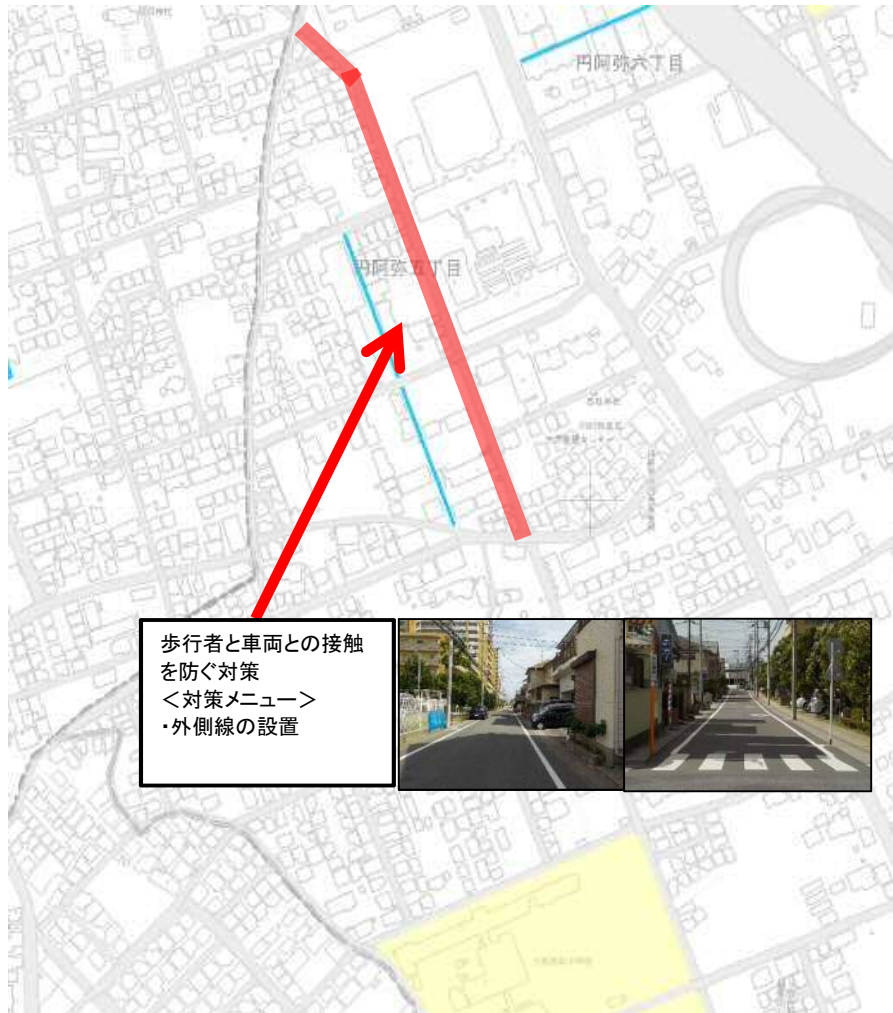 円阿弥六丁目
円阿弥五丁目
歩行者と車両との接触
を防ぐ対策
<対策メニュー>
・外側線の設置